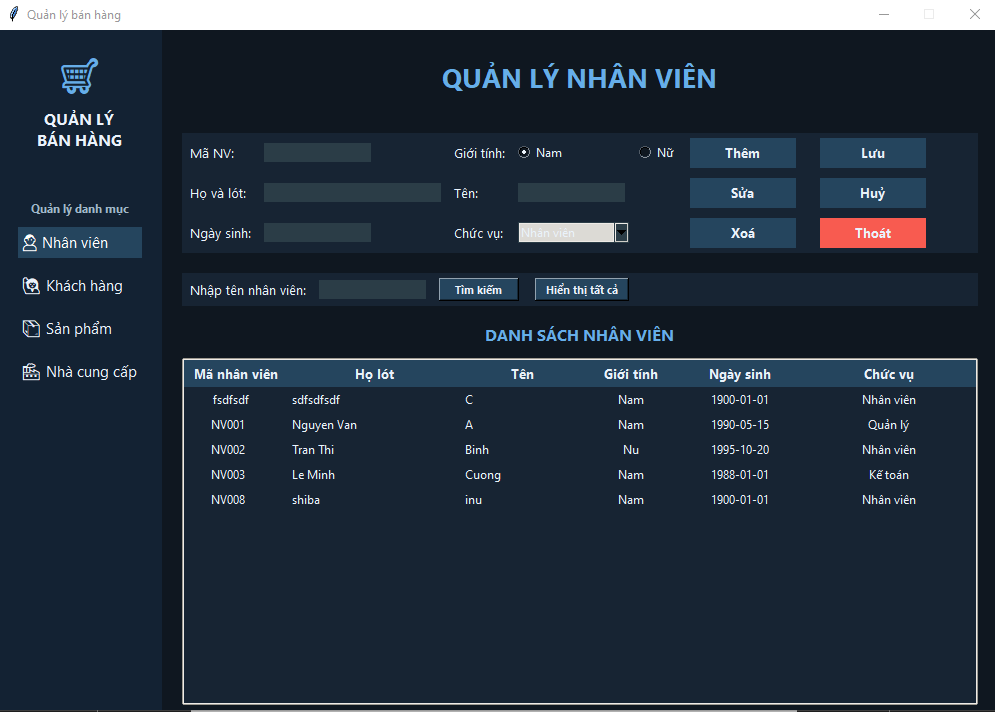 Quản lý bán hàng
QUẢN LÝ
BÁN HÀNG
Quản lý danh mục
Nhân viên
Khách hàng
Sản phẩm
Nhà cung cấp
QUẢN LÝ NHÂN VIÊN
Mã NV: Giới tính: Nam Nữ Thêm Lưu
Họ và lót: Tên: Sửa Huỷ
Ngày sinh: Chức vụ: Nhân viên Xoá Thoát
Nhập tên nhân viên: Tìm kiếm Hiển thị tất cả
DANH SÁCH NHÂN VIÊN
Mã nhân viên Họ lót Tên Giới tính Ngày sinh Chức vụ
fsdfsdf sdfsdfsdf C Nam 1900-01-01 Nhân viên
NV001 Nguyen Van A Nam 1990-05-15 Quản lý
NV002 Tran Thi Binh Nu 1995-10-20 Nhân viên
NV003 Le Minh Cuong Nam 1988-01-01 Kế toán
NV008 shiba inu Nam 1900-01-01 Nhân viên